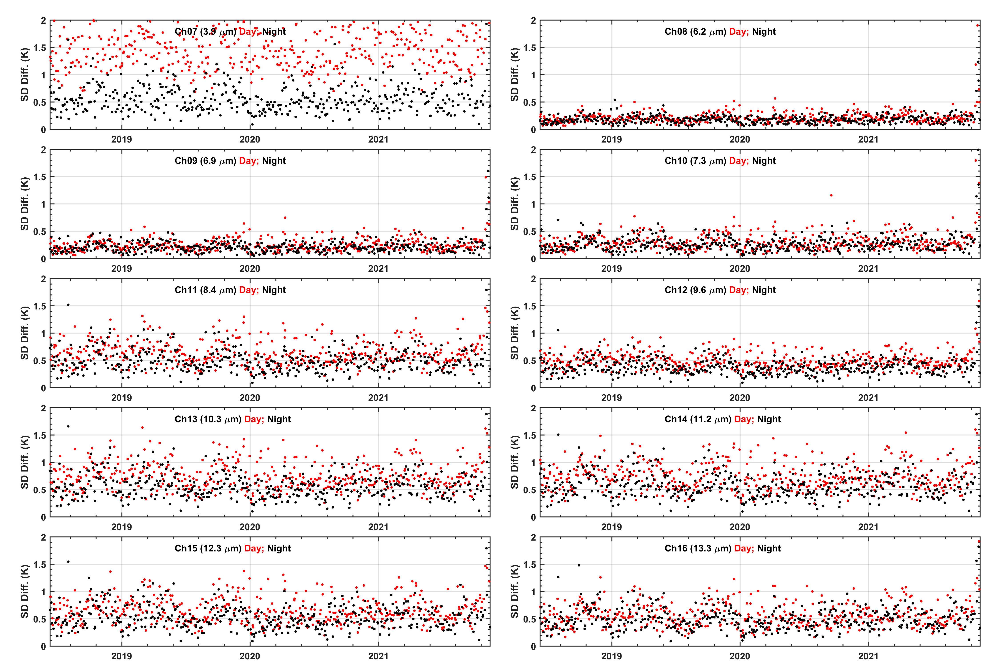 Ch07 (3.9 μm) Day; Night
SD Diff. (K)
2
1.5
1
0.5
0
2019 2020 2021
Ch08 (6.2 μm) Day; Night
SD Diff. (K)
2
1.5
1
0.5
0
2019 2020 2021
Ch09 (6.9 μm) Day; Night
SD Diff. (K)
2
1.5
1
0.5
0
2019 2020 2021
Ch10 (7.3 μm) Day; Night
SD Diff. (K)
2
1.5
1
0.5
0
2019 2020 2021
Ch11 (8.4 μm) Day; Night
SD Diff. (K)
2
1.5
1
0.5
0
2019 2020 2021
Ch12 (9.6 μm) Day; Night
SD Diff. (K)
2
1.5
1
0.5
0
2019 2020 2021
Ch13 (10.3 μm) Day; Night
SD Diff. (K)
2
1.5
1
0.5
0
2019 2020 2021
Ch14 (11.2 μm) Day; Night
SD Diff. (K)
2
1.5
1
0.5
0
2019 2020 2021
Ch15 (12.3 μm) Day; Night
SD Diff. (K)
2
1.5
1
0.5
0
2019 2020 2021
Ch16 (13.3 μm) Day; Night
SD Diff. (K)
2
1.5
1
0.5
0
2019 2020 2021